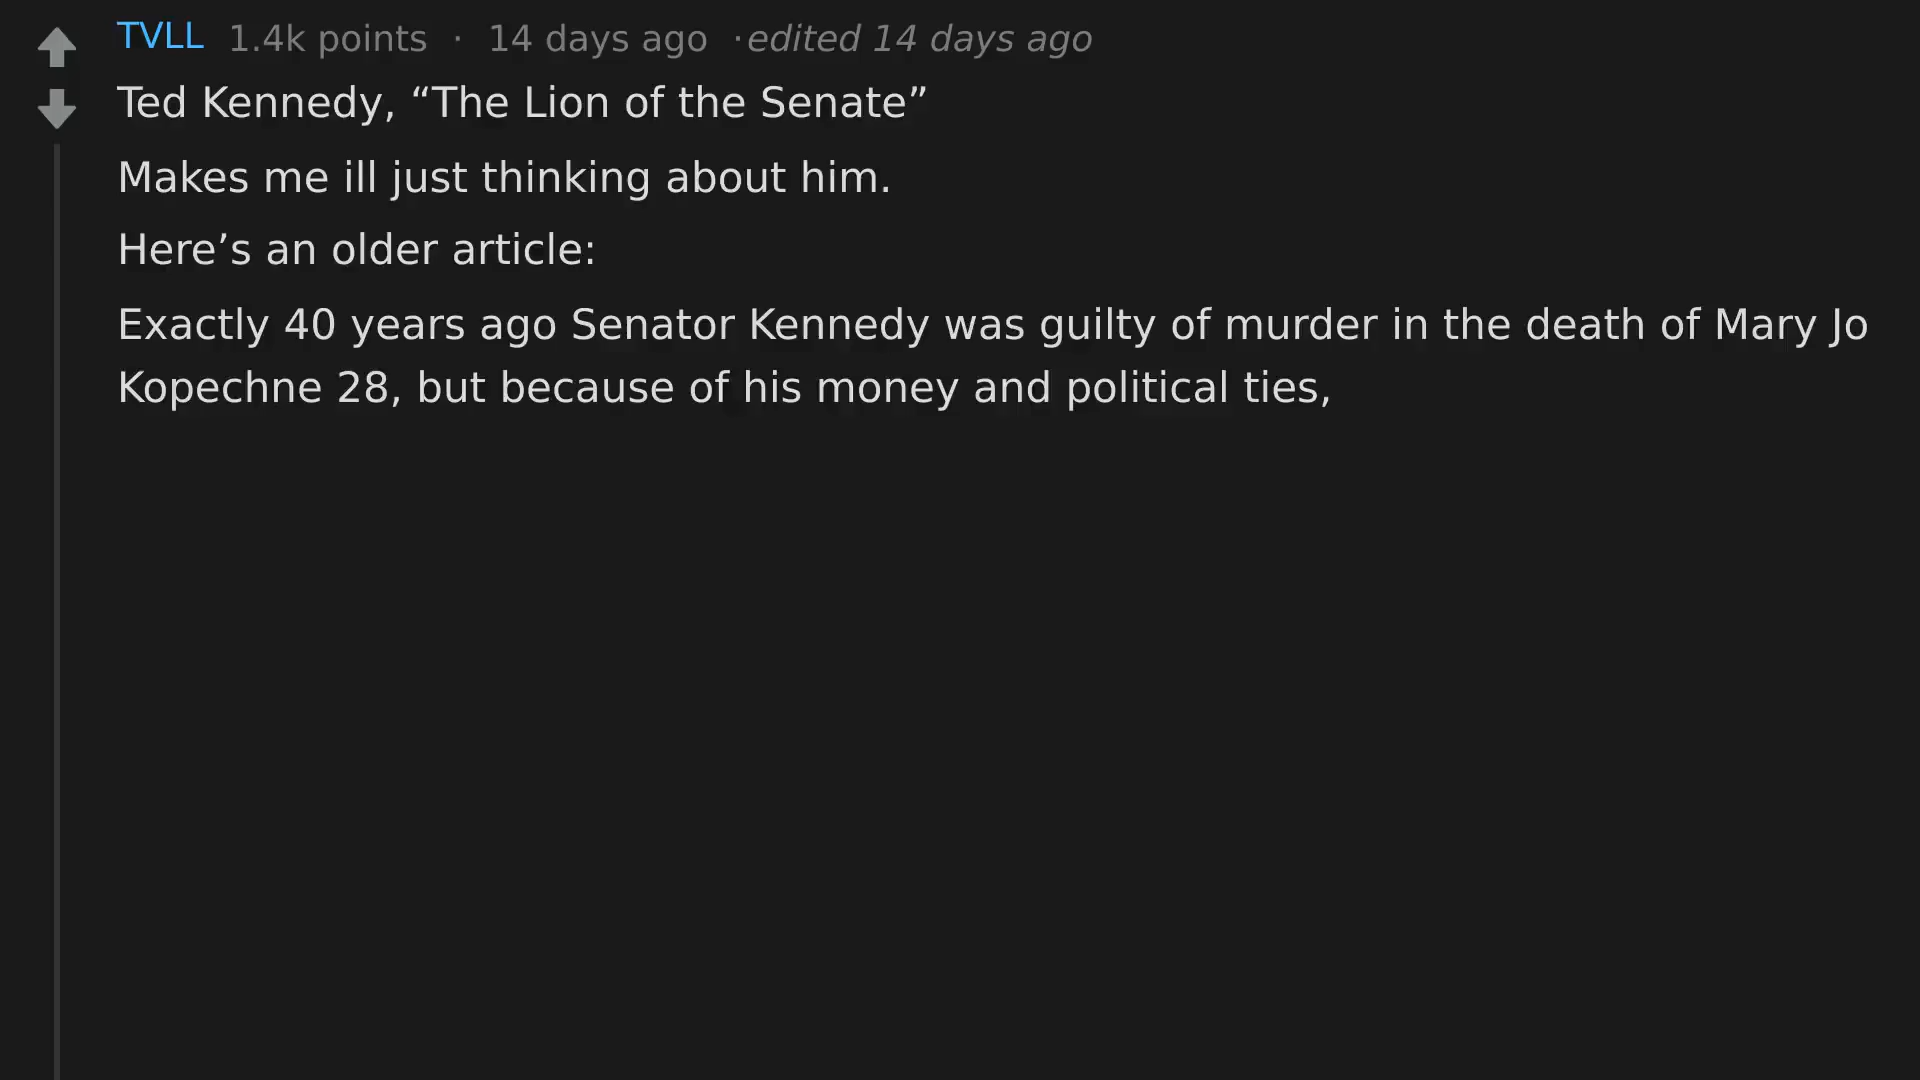 TVLL 1.4k points · 14 days ago ·edited 14 days ago
Ted Kennedy, “The Lion of the Senate”
Makes me ill just thinking about him.
Here’s an older article:
Exactly 40 years ago Senator Kennedy was guilty of murder in the death of Mary Jo
Kopechne 28, but because of his money and political ties,